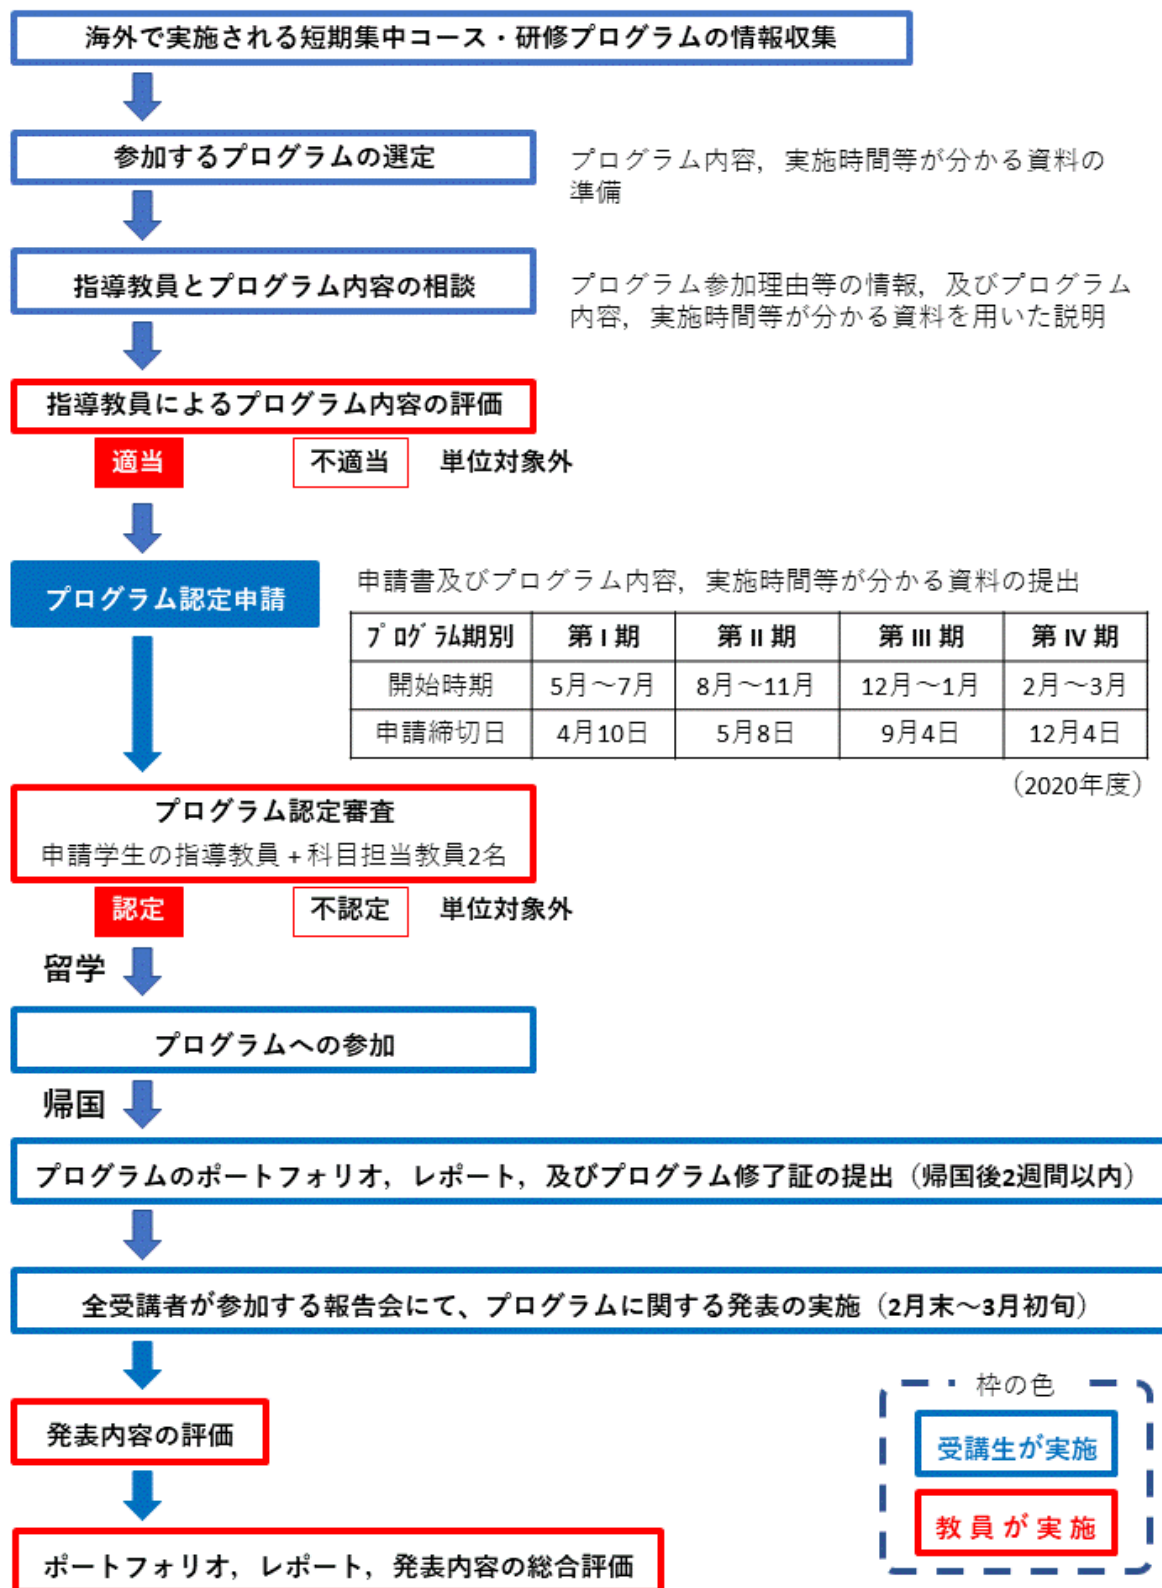 海外で実施される短期集中コース・研修プログラムの情報収集
参加するプログラムの選定
プログラム内容，実施時間等が分かる資料の
準備
指導教員とプログラム内容の相談
プログラム参加理由等の情報，及びプログラム
内容，実施時間等が分かる資料を用いた説明
指導教員によるプログラム内容の評価
適当 不適当 単位対象外
プログラム認定申請
申請書及びプログラム内容，実施時間等が分かる資料の提出
ﾌﾟﾛｸﾞﾗﾑ期別 第 I 期 第 II 期 第 III 期 第 IV 期
開始時期 5月～7月 8月～11月 12月～1月 2月～3月
申請締切日 4月10日 5月8日 9月4日 12月4日
（2020年度）
プログラム認定審査
申請学生の指導教員 + 科目担当教員2名
認定 不認定 単位対象外
留学
プログラムへの参加
帰国
プログラムのポートフォリオ，レポート，及びプログラム修了証の提出（帰国後2週間以内）
全受講者が参加する報告会にて、プログラムに関する発表の実施（2月末～3月初旬）
発表内容の評価
ポートフォリオ，レポート，発表内容の総合評価
枠の色
受講生が実施
教員が実施